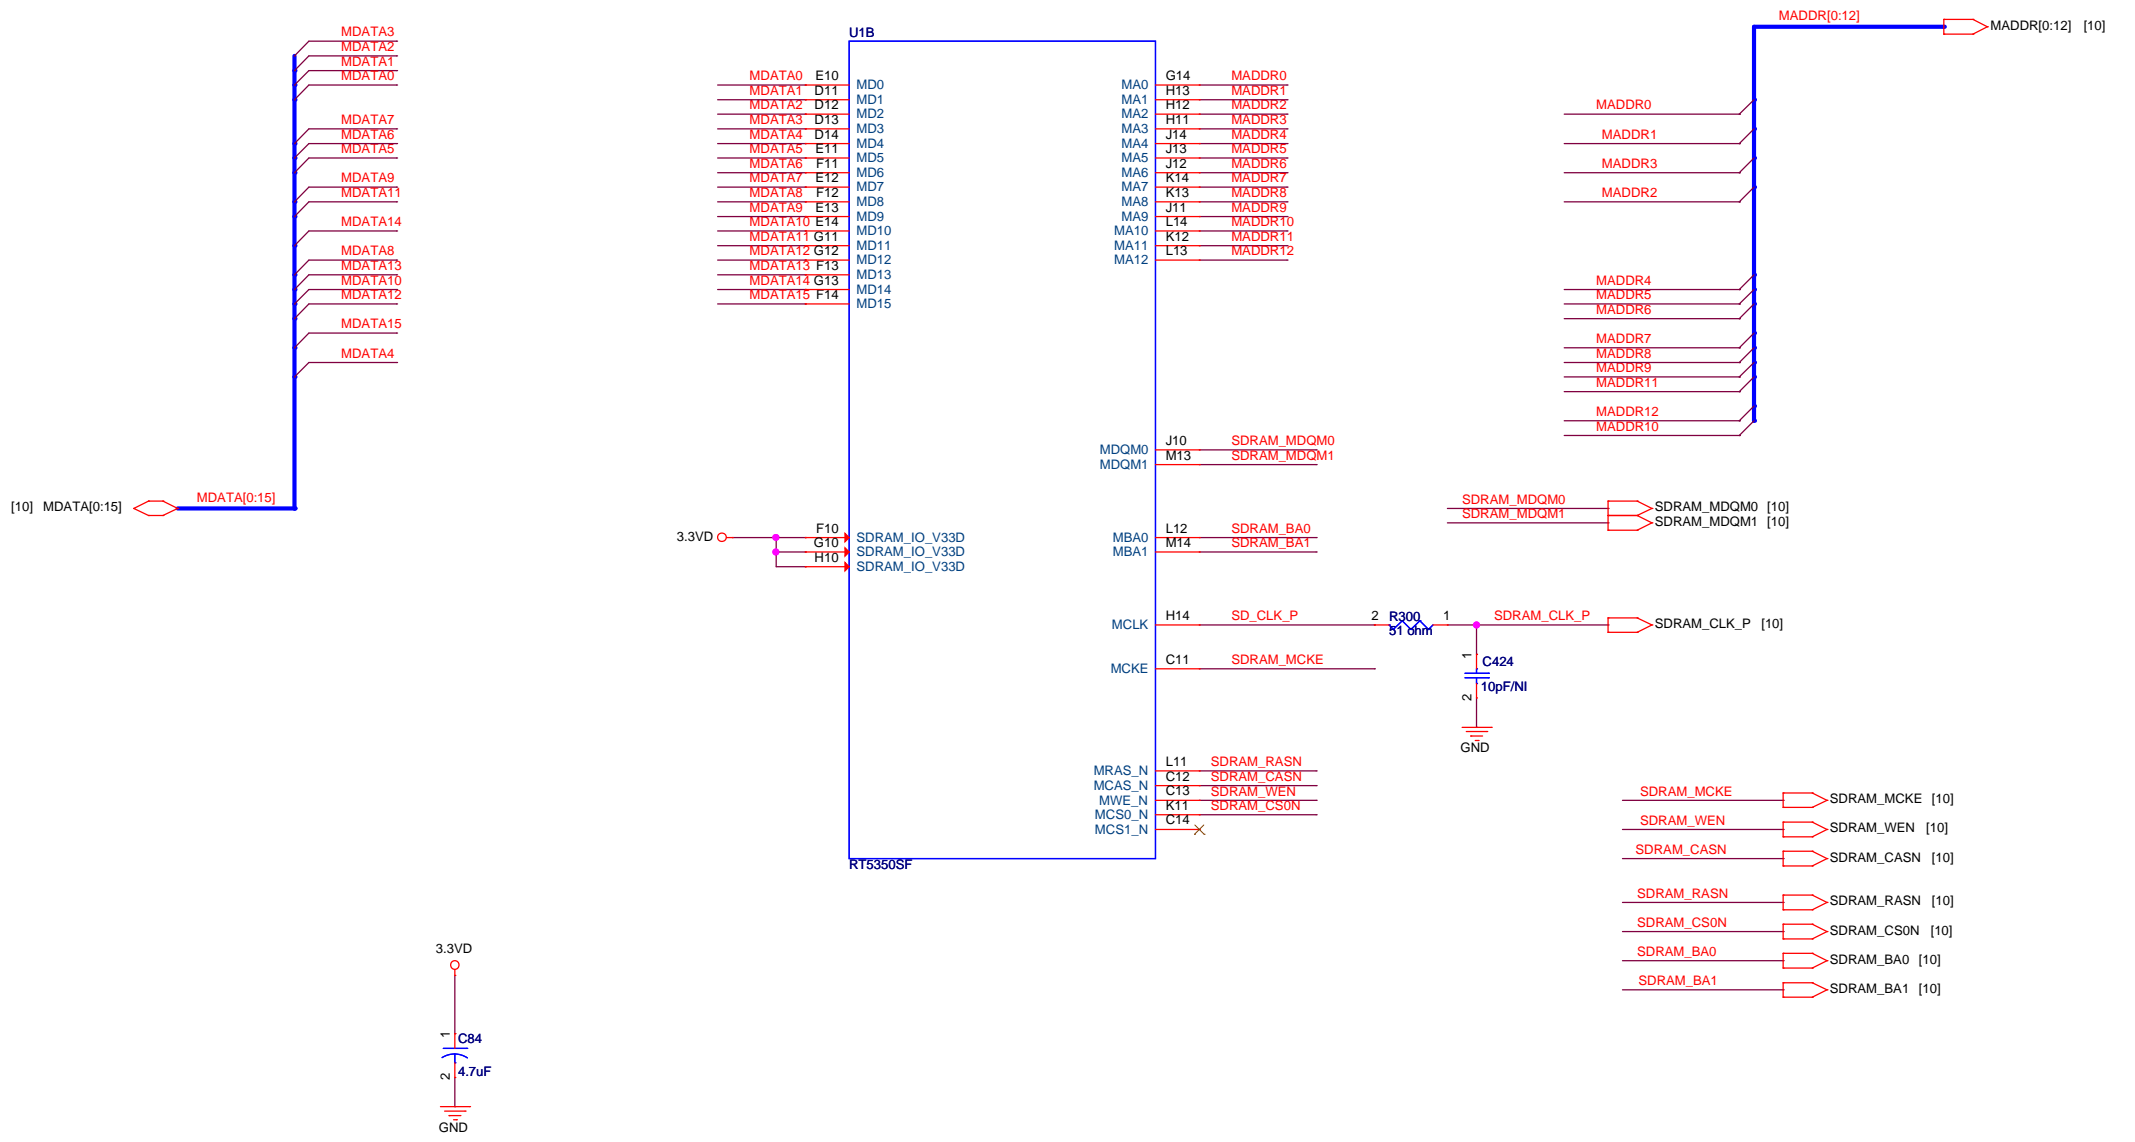 MDATA3
MDATA2
MDATA1
MDATA0
MDATA7
MDATA6
MDATA5
MDATA9
MDATA11
MDATA14
MDATA8
MDATA13
MDATA10
MDATA12
MDATA15
MDATA4
[10] MDATA[0:15]
MDATA[0:15]
U1B
MDATA0 E10 MD0
MDATA1 D11 MD1
MDATA2 D12 MD2
MDATA3 D13 MD3
MDATA4 D14 MD4
MDATA5 E11 MD5
MDATA6 F11 MD6
MDATA7 E12 MD7
MDATA8 F12 MD8
MDATA9 E13 MD9
MDATA10 E14 MD10
MDATA11 G11 MD11
MDATA12 G12 MD12
MDATA13 F13 MD13
MDATA14 G13 MD14
MDATA15 F14 MD15
3.3VD
F10 SDRAM_IO_V33D
G10 SDRAM_IO_V33D
H10 SDRAM_IO_V33D
MA0 G14 MADDR0
MA1 H13 MADDR1
MA2 H12 MADDR2
MA3 H11 MADDR3
MA4 J14 MADDR4
MA5 J13 MADDR5
MA6 J12 MADDR6
MA7 K14 MADDR7
MA8 K13 MADDR8
MA9 J11 MADDR9
MA10 L14 MADDR10
MA11 K12 MADDR11
MA12 L13 MADDR12
MDQM0 J10 SDRAM_MDQM0
MDQM1 M13 SDRAM_MDQM1
MBA0 L12 SDRAM_BA0
MBA1 M14 SDRAM_BA1
MCLK H14 SD_CLK_P
MCKE C11 SDRAM_MCKE
MRAS_N L11 SDRAM_RASN
MCAS_N C12 SDRAM_CASN
MWE_N C13 SDRAM_WEN
MCS0_N K11 SDRAM_CS0N
MCS1_N C14
RT5350SF
2 R300 1
51 ohm
SDRAM_CLK_P
SDRAM_CLK_P [10]
1
C424
10pF/NI
2
GND
MADDR[0:12]
MADDR[0:12] [10]
MADDR0
MADDR1
MADDR3
MADDR2
MADDR4
MADDR5
MADDR6
MADDR7
MADDR8
MADDR9
MADDR11
MADDR12
MADDR10
SDRAM_MDQM0 SDRAM_MDQM0 [10]
SDRAM_MDQM1 SDRAM_MDQM1 [10]
SDRAM_MCKE SDRAM_MCKE [10]
SDRAM_WEN SDRAM_WEN [10]
SDRAM_CASN SDRAM_CASN [10]
SDRAM_RASN SDRAM_RASN [10]
SDRAM_CS0N SDRAM_CS0N [10]
SDRAM_BA0 SDRAM_BA0 [10]
SDRAM_BA1 SDRAM_BA1 [10]
3.3VD
1
C84
4.7uF
2
GND